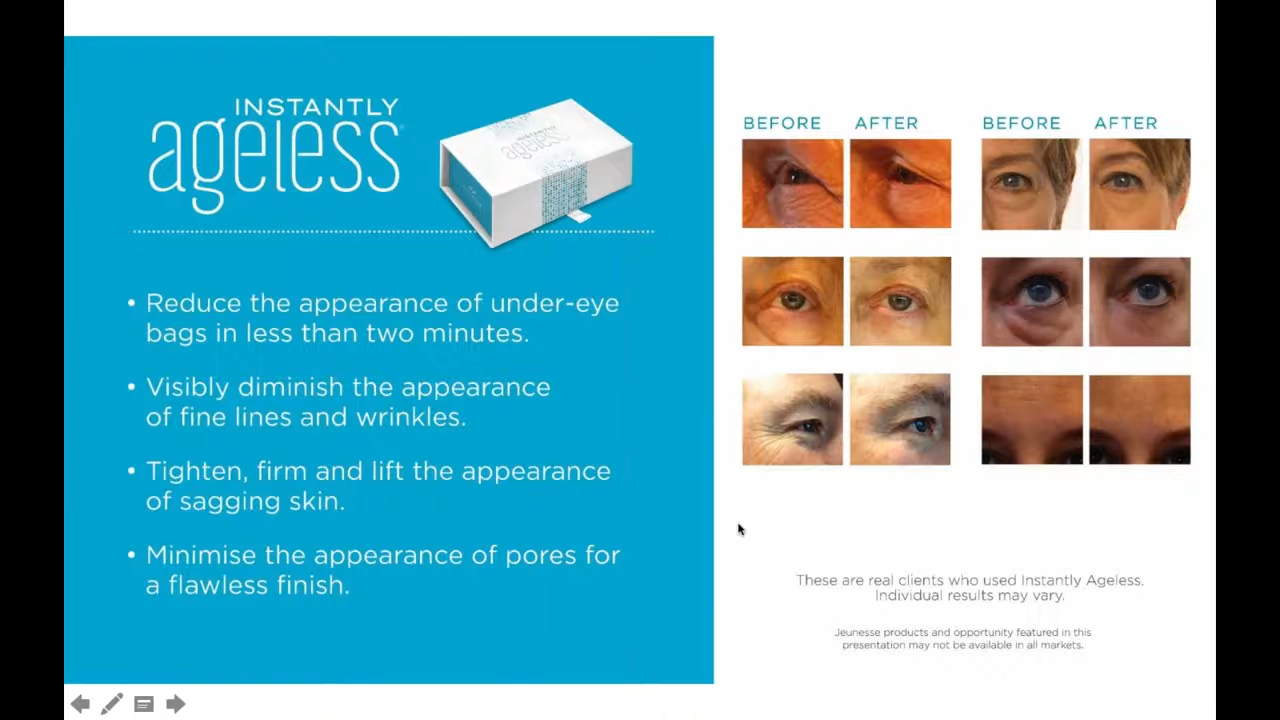 INSTANTLY
ageless
INSTANTLY
ageless
• Reduce the appearance of under-eye
bags in less than two minutes.
• Visibly diminish the appearance
of fine lines and wrinkles.
• Tighten, firm and lift the appearance
of sagging skin.
• Minimise the appearance of pores for
a flawless finish.
BEFORE AFTER BEFORE AFTER
These are real clients who used Instantly Ageless.
Individual results may vary.
Jeunesse products and opportunity featured in this
presentation may not be available in all markets.